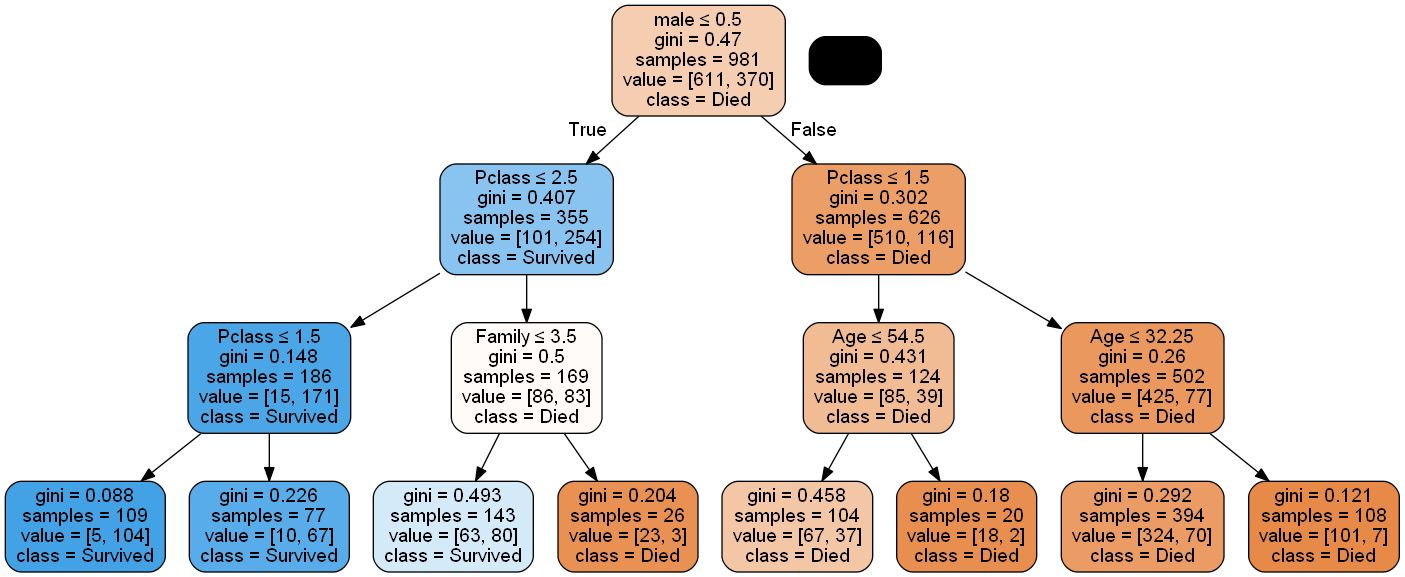 male ≤ 0.5
gini = 0.47
samples = 981
value = [611, 370]
class = Died
True
False
Pclass ≤ 2.5
gini = 0.407
samples = 355
value = [101, 254]
class = Survived
Pclass ≤ 1.5
gini = 0.302
samples = 626
value = [510, 116]
class = Died
Pclass ≤ 1.5
gini = 0.148
samples = 186
value = [15, 171]
class = Survived
Family ≤ 3.5
gini = 0.5
samples = 169
value = [86, 83]
class = Died
Age ≤ 54.5
gini = 0.431
samples = 124
value = [85, 39]
class = Died
Age ≤ 32.25
gini = 0.26
samples = 502
value = [425, 77]
class = Died
gini = 0.088
samples = 109
value = [5, 104]
class = Survived
gini = 0.226
samples = 77
value = [10, 67]
class = Survived
gini = 0.493
samples = 143
value = [63, 80]
class = Survived
gini = 0.204
samples = 26
value = [23, 3]
class = Died
gini = 0.458
samples = 104
value = [67, 37]
class = Died
gini = 0.18
samples = 20
value = [18, 2]
class = Died
gini = 0.292
samples = 394
value = [324, 70]
class = Died
gini = 0.121
samples = 108
value = [101, 7]
class = Died